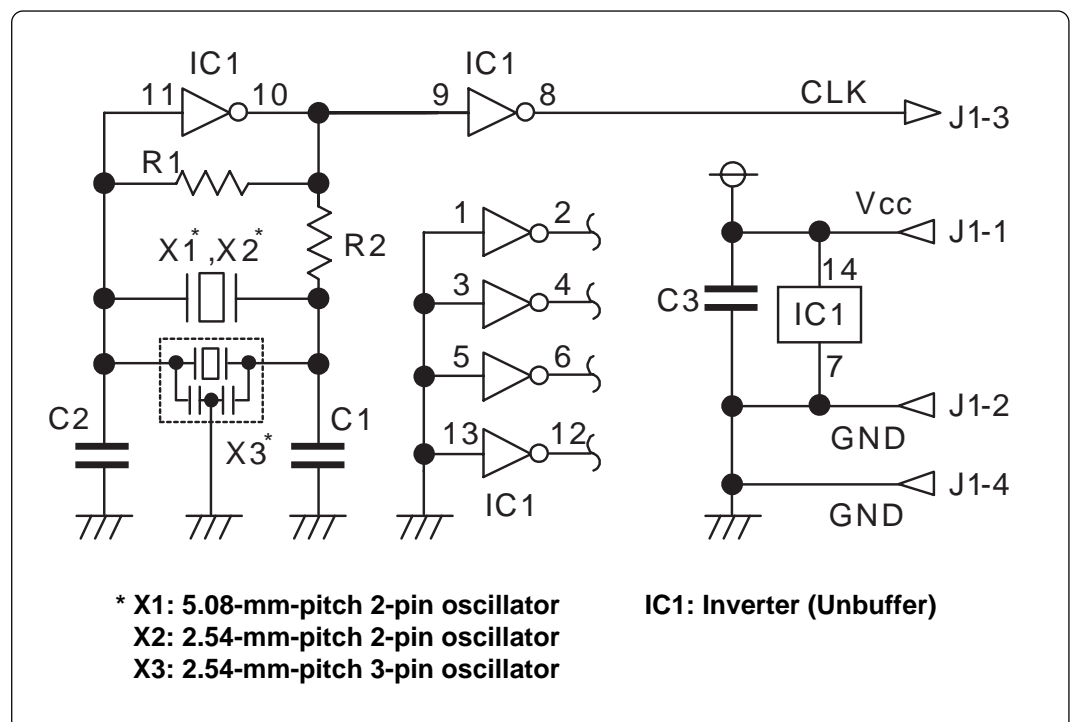 IC1 IC1
11 10 9 8 CLK J1-3
R1
1 2 Vcc J1-1
X1*,X2* R2
14
3 4 C3 IC1
5 6 7
C2 C1 J1-2
X3* 13 12 GND
IC1 J1-4
GND
* X1: 5.08-mm-pitch 2-pin oscillator IC1: Inverter (Unbuffer)
X2: 2.54-mm-pitch 2-pin oscillator
X3: 2.54-mm-pitch 3-pin oscillator